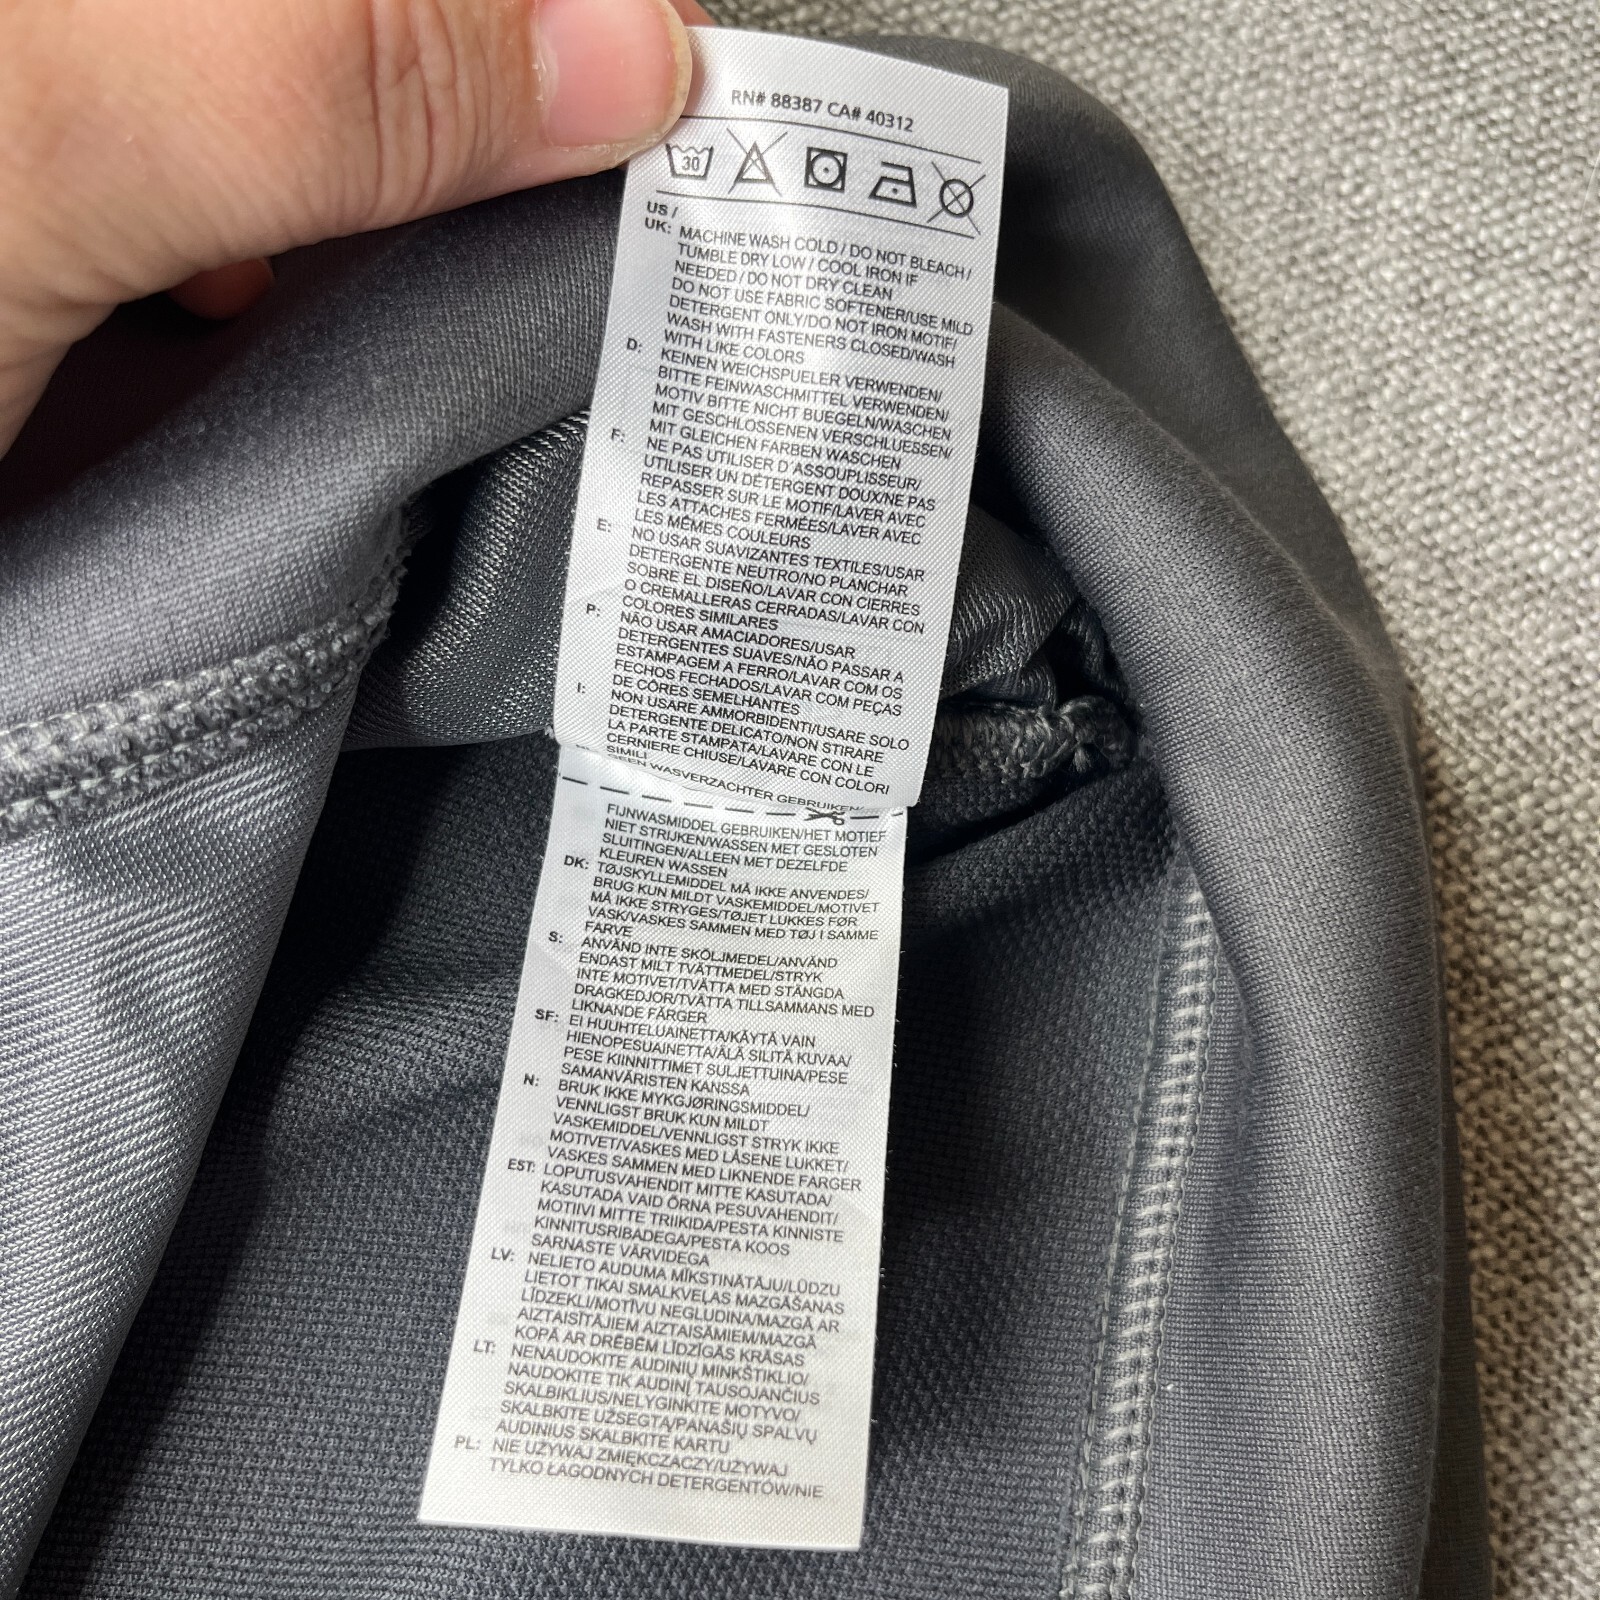 RN# 88387 CA# 40312
30
US /
UK: MACHINE WASH COLD / DO NOT BLEACH /
TUMBLE DRY LOW / COOL IRON IF
NEEDED / DO NOT DRY CLEAN
DO NOT USE FABRIC SOFTENER/USE MILD
DETERGENT ONLY/DO NOT IRON MOTIF/
WASH WITH FASTENERS CLOSED/WASH
WITH LIKE COLORS
D: KEINEN WEICHSPUELER VERWENDEN/
BITTE FEINWASCHMITTEL VERWENDEN/
MOTIV BITTE NICHT BUEGELN/WASCHEN
MIT GESCHLOSSENEN VERSCHLUESSEN/
MIT GLEICHEN FARBEN WASCHEN
F: NE PAS UTILISER D´ASSOUPLISSEUR/
UTILISER UN DÉTERGENT DOUX/NE PAS
REPASSER SUR LE MOTIF/LAVER AVEC
LES ATTACHES FERMÉES/LAVER AVEC
LES MÊMES COULEURS
E: NO USAR SUAVIZANTES TEXTILES/USAR
DETERGENTE NEUTRO/NO PLANCHAR
SOBRE EL DISEÑO/LAVAR CON CIERRES
O CREMALLERAS CERRADAS/LAVAR CON
COLORES SIMILARES
P: NÃO USAR AMACIADORES/USAR
DETERGENTES SUAVES/NÃO PASSAR A
ESTAMPAGEM A FERRO/LAVAR COM OS
FECHOS FECHADOS/LAVAR COM PEÇAS
DE CÔRES SEMELHANTES
I: NON USARE AMMORBIDENTI/USARE SOLO
DETERGENTE DELICATO/NON STIRARE
LA PARTE STAMPATA/LAVARE CON LE
CERNIERE CHIUSE/LAVARE CON COLORI
SIMILI
GEEN WASVERZACHTER GEBRUIKEN/
FIJNWASMIDDEL GEBRUIKEN/HET MOTIEF
NIET STRIJKEN/WASSEN MET GESLOTEN
SLUITINGEN/ALLEEN MET DEZELFDE
KLEUREN WASSEN
DK: TØJSKYLLEMIDDEL MÅ IKKE ANVENDES/
BRUG KUN MILDT VASKEMIDDEL/MOTIVET
MÅ IKKE STRYGES/TØJET LUKKES FØR
VASK/VASKES SAMMEN MED TØJ I SAMME
FARVE
S: ANVÄND INTE SKÖLJMEDEL/ANVÄND
ENDAST MILT TVÄTTMEDEL/STRYK
INTE MOTIVET/TVÄTTA MED STÄNGDA
DRAGKEDJOR/TVÄTTA TILLSAMMANS MED
LIKNANDE FÄRGER
SF: EI HUUHTELUAINETTA/KÄYTÄ VAIN
HIENOPESUAINETTA/ÄLÄ SILITÄ KUVAA/
PESE KIINNITTIMET SULJETTUINA/PESE
SAMANVÄRISTEN KANSSA
N: BRUK IKKE MYKGJØRINGSMIDDEL/
VENNLIGST BRUK KUN MILDT
VASKEMIDDEL/VENNLIGST STRYK IKKE
MOTIVET/VASKES MED LÅSENE LUKKET/
VASKES SAMMEN MED LIKNENDE FARGER
EST: LOPUTUSVAHENDIT MITTE KASUTADA/
KASUTADA VAID ÕRNA PESUVAHENDIT/
MOTIIVI MITTE TRIIKIDA/PESTA KINNISTE
KINNITUSRIBADEGA/PESTA KOOS
SARNASTE VÄRVIDEGA
LV: NELIETO AUDUMA MĪKSTINĀTĀJU/LŪDZU
LIETOT TIKAI SMALKVEĻAS MAZGĀŠANAS
LĪDZEKLI/MOTĪVU NEGLUDINA/MAZGĀ AR
AIZTAISĪTĀJIEM AIZTAISĀMIEM/MAZGĀ
KOPĀ AR DRĒBĒM LĪDZĪGĀS KRĀSAS
LT: NENAUDOKITE AUDINIŲ MINKŠTIKLIO/
NAUDOKITE TIK AUDINĮ TAUSOJANČIUS
SKALBIKLIUS/NELYGINKITE MOTYVO/
SKALBKITE UŽSEGTĄ/PANAŠIŲ SPALVŲ
AUDINIUS SKALBKITE KARTU
PL: NIE UŻYWAJ ZMIĘKCZACZY/UŻYWAJ
TYLKO ŁAGODNYCH DETERGENTÓW/NIE